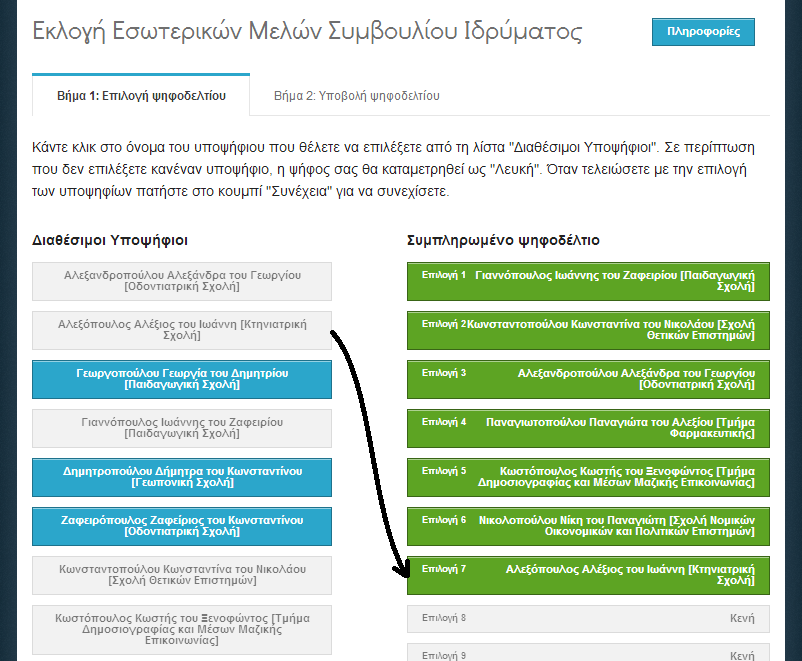 Εκλογή Εσωτερικών Μελών Συμβουλίου Ιδρύματος
Πληροφορίες
Βήμα 1: Επιλογή ψηφοδελτίου
Βήμα 2: Υποβολή ψηφοδελτίου
Κάντε κλικ στο όνομα του υποψήφιου που θέλετε να επιλέξετε από τη λίστα "Διαθέσιμοι Υποψήφιοι". Σε περίπτωση
που δεν επιλέξετε κανέναν υποψήφιο, η ψήφος σας θα καταμετρηθεί ως "Λευκή". Όταν τελειώσετε με την επιλογή
των υποψηφίων πατήστε στο κουμπί "Συνέχεια" για να συνεχίσετε.
Διαθέσιμοι Υποψήφιοι
Αλεξανδροπούλου Αλεξάνδρα του Γεωργίου
[Οδοντιατρική Σχολή]
Αλεξόπουλος Αλέξιος του Ιωάννη [Κτηνιατρική
Σχολή]
Γεωργοπούλου Γεωργία του Δημητρίου
[Παιδαγωγική Σχολή]
Γιαννόπουλος Ιωάννης του Ζαφειρίου
[Παιδαγωγική Σχολή]
Δημητροπούλου Δήμητρα του Κωνσταντίνου
[Γεωπονική Σχολή]
Ζαφειρόπουλος Ζαφείριος του Κωνσταντίνου
[Οδοντιατρική Σχολή]
Κωνσταντοπούλου Κωνσταντίνα του Νικολάου
[Σχολή Θετικών Επιστημών]
Κωστόπουλος Κωστής του Ξενοφώντος [Τμήμα
Δημοσιογραφίας και Μέσων Μαζικής
Επικοινωνίας]
Συμπληρωμένο ψηφοδέλτιο
Επιλογή 1 Γιαννόπουλος Ιωάννης του Ζαφειρίου [Παιδαγωγική
Σχολή]
Επιλογή 2 Κωνσταντοπούλου Κωνσταντίνα του Νικολάου [Σχολή
Θετικών Επιστημών]
Επιλογή 3 Αλεξανδροπούλου Αλεξάνδρα του Γεωργίου
[Οδοντιατρική Σχολή]
Επιλογή 4 Παναγιωτοπούλου Παναγιώτα του Αλεξίου [Τμήμα
Φαρμακευτικής]
Επιλογή 5 Κωστόπουλος Κωστής του Ξενοφώντος [Τμήμα
Δημοσιογραφίας και Μέσων Μαζικής Επικοινωνίας]
Επιλογή 6 Νικολοπούλου Νίκη του Παναγιώτη [Σχολή Νομικών
Οικονομικών και Πολιτικών Επιστημών]
Επιλογή 7 Αλεξόπουλος Αλέξιος του Ιωάννη [Κτηνιατρική
Σχολή]
Επιλογή 8 Κενή
Επιλογή 9 Κενή